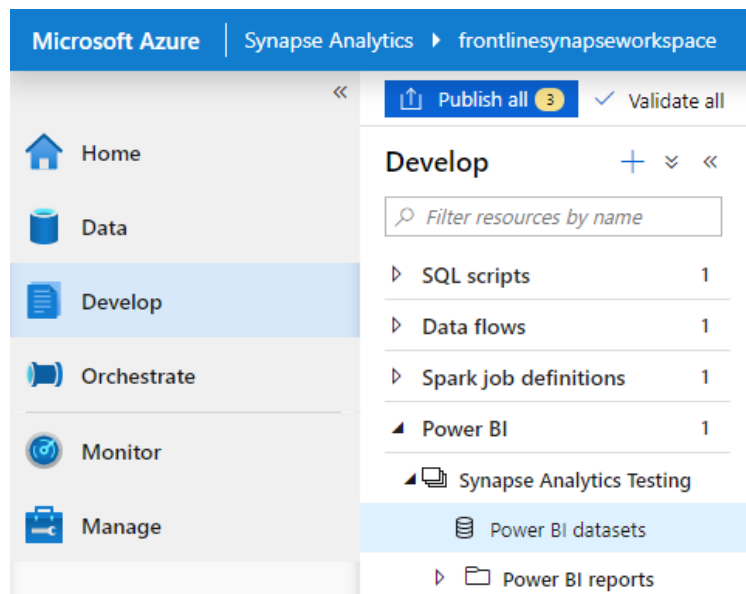 Microsoft Azure Synapse Analytics frontlinesynapseworkspace
Publish all 3 Validate all
Home
Data
Develop
Orchestrate
Monitor
Manage
Develop
Filter resources by name
SQL scripts 1
Data flows 1
Spark job definitions 1
Power BI 1
Synapse Analytics Testing
Power BI datasets
Power BI reports